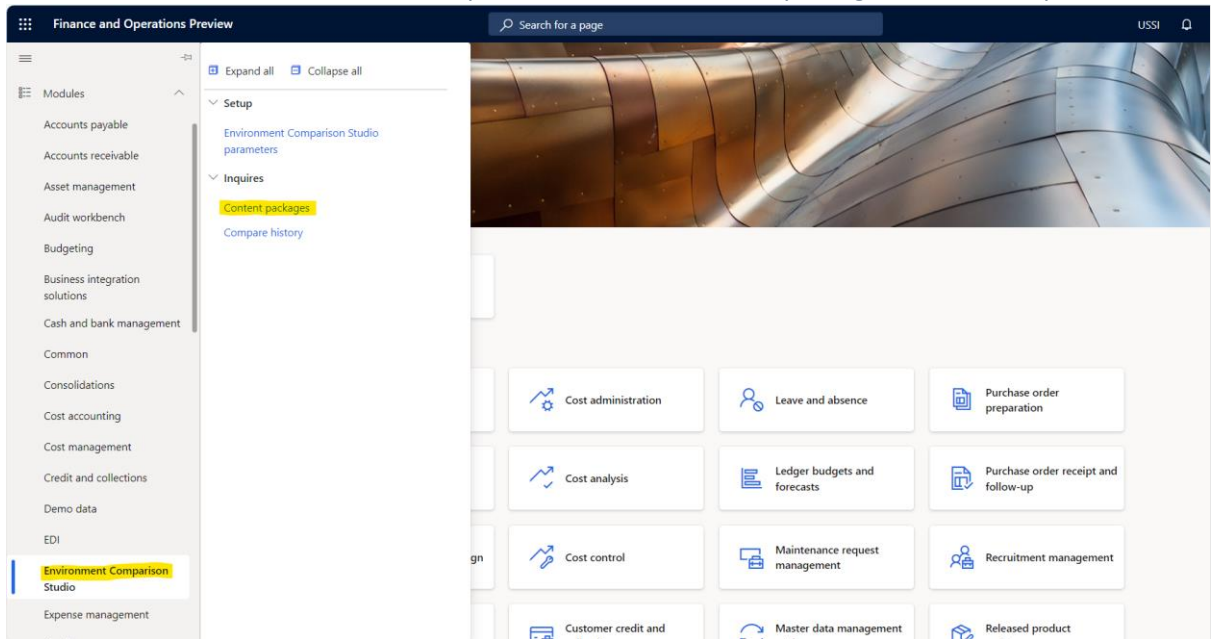 Finance and Operations Preview
Search for a page
USSI
Modules
Accounts payable
Accounts receivable
Asset management
Audit workbench
Budgeting
Business integration
solutions
Cash and bank management
Common
Consolidations
Cost accounting
Cost management
Credit and collections
Demo data
EDI
Environment Comparison
Studio
Expense management
Expand all
Collapse all
Setup
Environment Comparison Studio
parameters
Inquires
Content packages
Compare history
Cost administration
Leave and absence
Purchase order
preparation
Cost analysis
Ledger budgets and
forecasts
Purchase order receipt and
follow-up
gn
Cost control
Maintenance request
management
Recruitment management
Customer credit and
Master data management
Released product